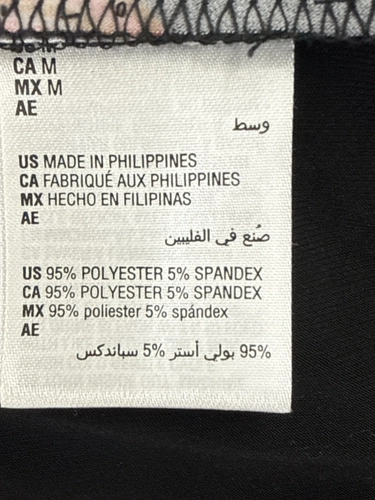 CA M
MX M
AE
وسط
US MADE IN PHILIPPINES
CA FABRIQUÉ AUX PHILIPPINES
MX HECHO EN FILIPINAS
AE
صُنع في الفليبين
US 95% POLYESTER 5% SPANDEX
CA 95% POLYESTER 5% SPANDEX
MX 95% poliester 5% spándex
AE
95% بولي أستر 5% سباندكس